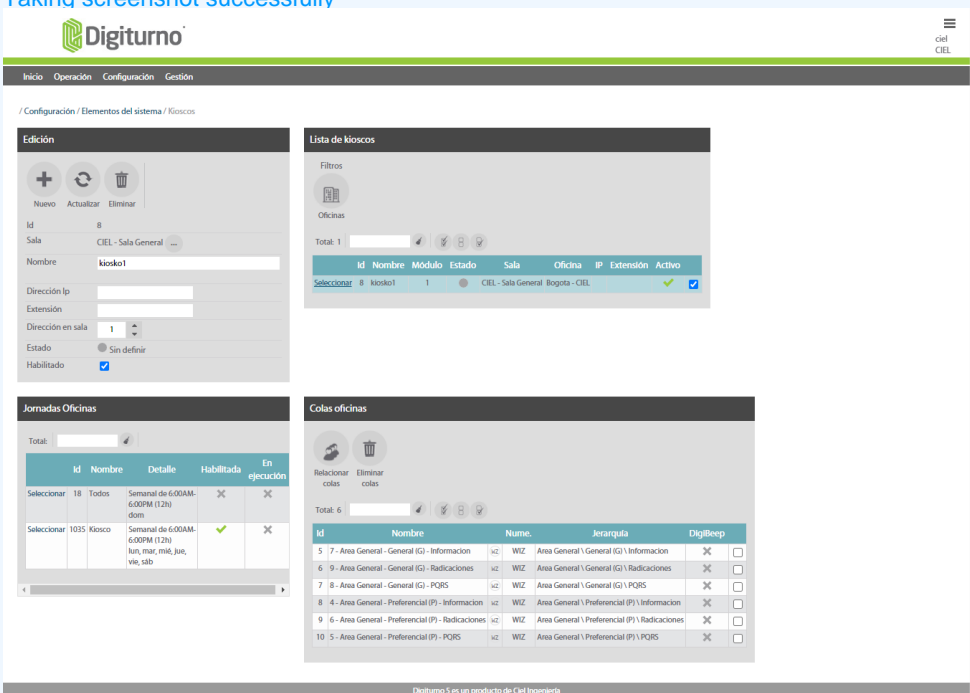 Taking screenshot successfully
Digiturno
ciel
CIEL
Inicio Operación Configuración Gestión
/ Configuración / Elementos del sistema / Kioscos
Edición
Nuevo Actualizar Eliminar
Id 8
Sala CIEL - Sala General ...
Nombre kiosko1
Dirección Ip
Extensión
Dirección en sala 1
Estado Sin definir
Habilitado
Lista de kioscos
Filtros
Oficinas
Total: 1
Id Nombre Módulo Estado Sala Oficina IP Extensión Activo
Seleccionar 8 kiosko1 1 CIEL - Sala General Bogota - CIEL
Jornadas Oficinas
Total:
Id Nombre Detalle Habilitada En ejecución
Seleccionar 18 Todos Semanal de 6:00AM-
6:00PM (12h)
dom
Seleccionar 1035 Kiosco Semanal de 6:00AM-
6:00PM (12h)
lun, mar, mié, jue,
vie, sáb
Colas oficinas
Relacionar colas Eliminar colas
Total: 6
Id Nombre Nume. Jerarquía DigiBeep
5 7 - Area General - General (G) - Informacion WZ WIZ Area General \ General (G) \ Informacion
6 9 - Area General - General (G) - Radicaciones WZ WIZ Area General \ General (G) \ Radicaciones
7 8 - Area General - General (G) - PQRS WZ WIZ Area General \ General (G) \ PQRS
8 4 - Area General - Preferencial (P) - Informacion WZ WIZ Area General \ Preferencial (P) \ Informacion
9 6 - Area General - Preferencial (P) - Radicaciones WZ WIZ Area General \ Preferencial (P) \ Radicaciones
10 5 - Area General - Preferencial (P) - PQRS WZ WIZ Area General \ Preferencial (P) \ PQRS
Digiturno 5 es un producto de Ciel Ingeniería